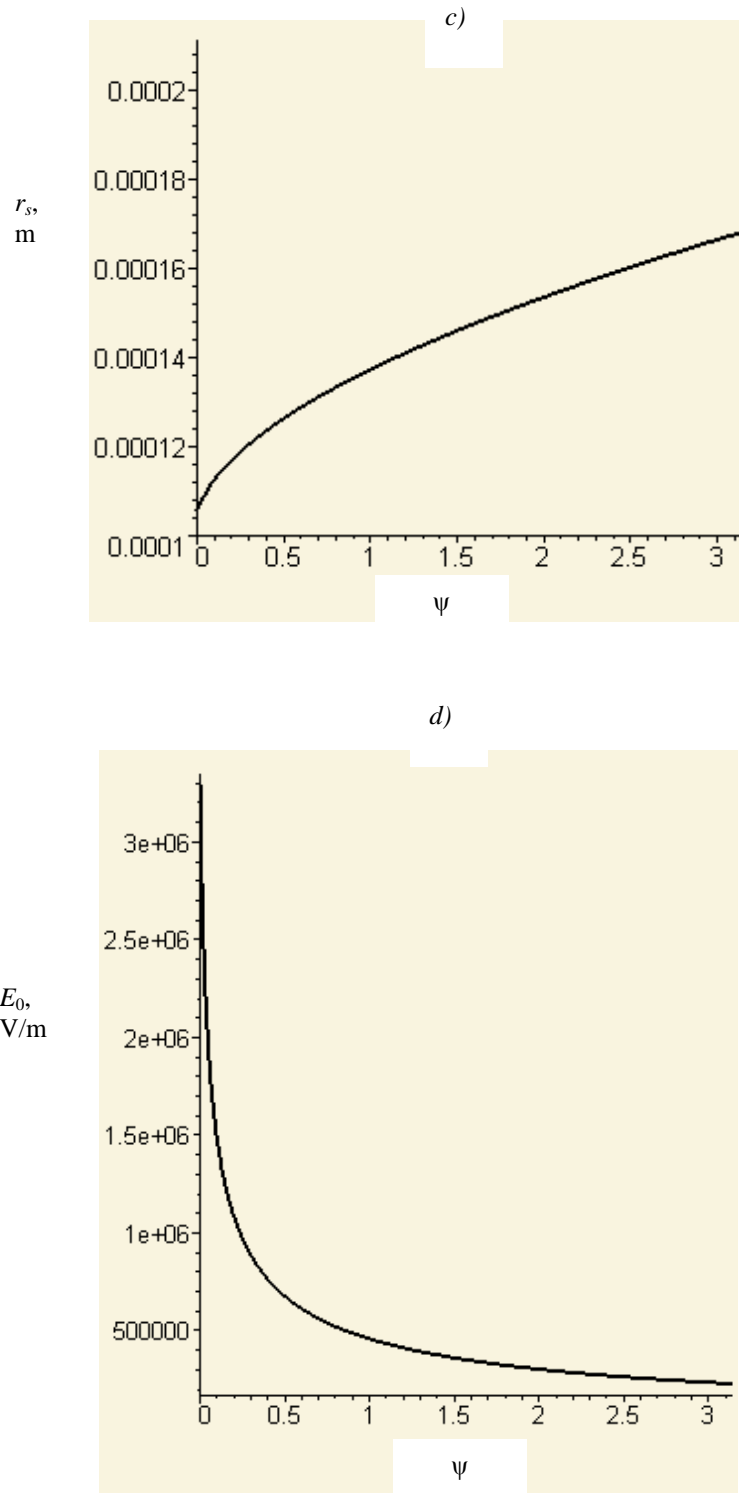 c)
0.0002
0.00018
r_s,
m
0.00016
0.00014
0.00012
0.0001
0 0.5 1 1.5 2 2.5 3
ψ
d)
3e+06
2.5e+06
E_0,
V/m
2e+06
1.5e+06
1e+06
500000
0 0.5 1 1.5 2 2.5 3
ψ